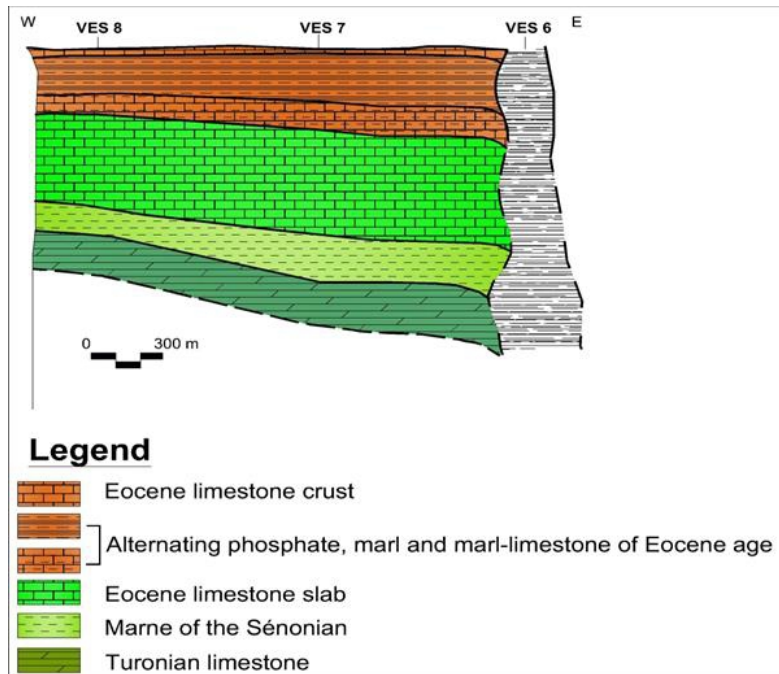 W VES 8 VES 7 VES 6 E
0 300 m
Legend
Eocene limestone crust
Alternating phosphate, marl and marl-limestone of Eocene age
Eocene limestone slab
Marne of the Sénonian
Turonian limestone